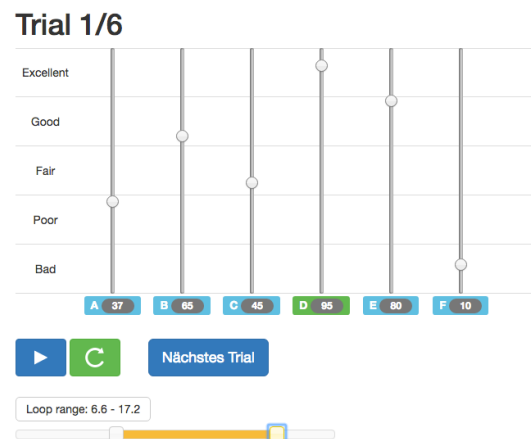 Trial 1/6
Excellent
Good
Fair
Poor
Bad
A 37 B 65 C 45 D 95 E 80 F 10
Nächstes Trial
Loop range: 6.6 - 17.2